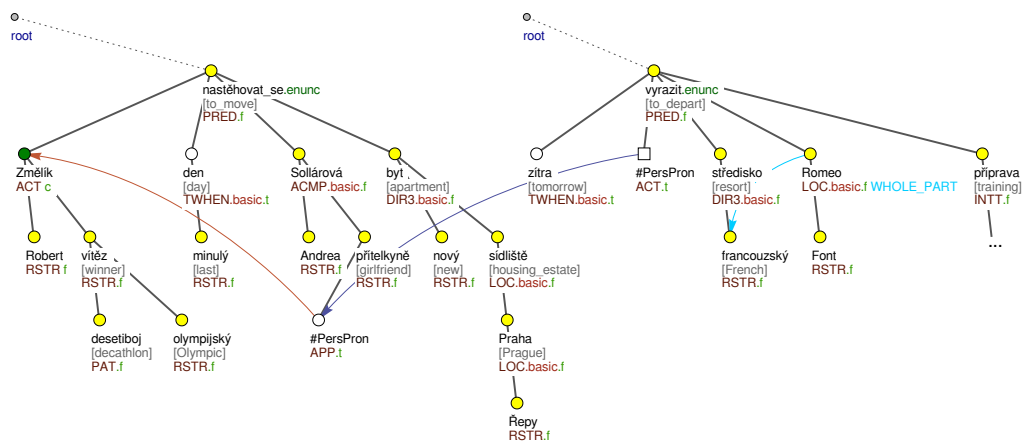 root
root
nastěhovat_se.enunc
[to_move]
PRED.f
vyrazit.enunc
[to_depart]
PRED.f
Změlík
ACT c
den
[day]
TWHEN.basic.t
Sollárová
ACMP.basic.f
byt
[apartment]
DIR3.basic.f
zítra
[tomorrow]
TWHEN.basic.t
#PersPron
ACT.t
středisko
[resort]
DIR3.basic.f
Romeo
LOC.basic.f WHOLE_PART
příprava
[training]
INTT.f
...
Robert
RSTR f
vítěz
[winner]
RSTR.f
minulý
[last]
RSTR.f
Andrea
RSTR.f
přítelkyně
[girlfriend]
RSTR.f
nový
[new]
RSTR.f
sídliště
[housing_estate]
LOC.basic.f
francouzský
[French]
RSTR.f
Font
RSTR.f
desetiboj
[decathlon]
PAT.f
olympijský
[Olympic]
RSTR.f
#PersPron
APP.t
Praha
[Prague]
LOC.basic.f
Řepy
RSTR.f